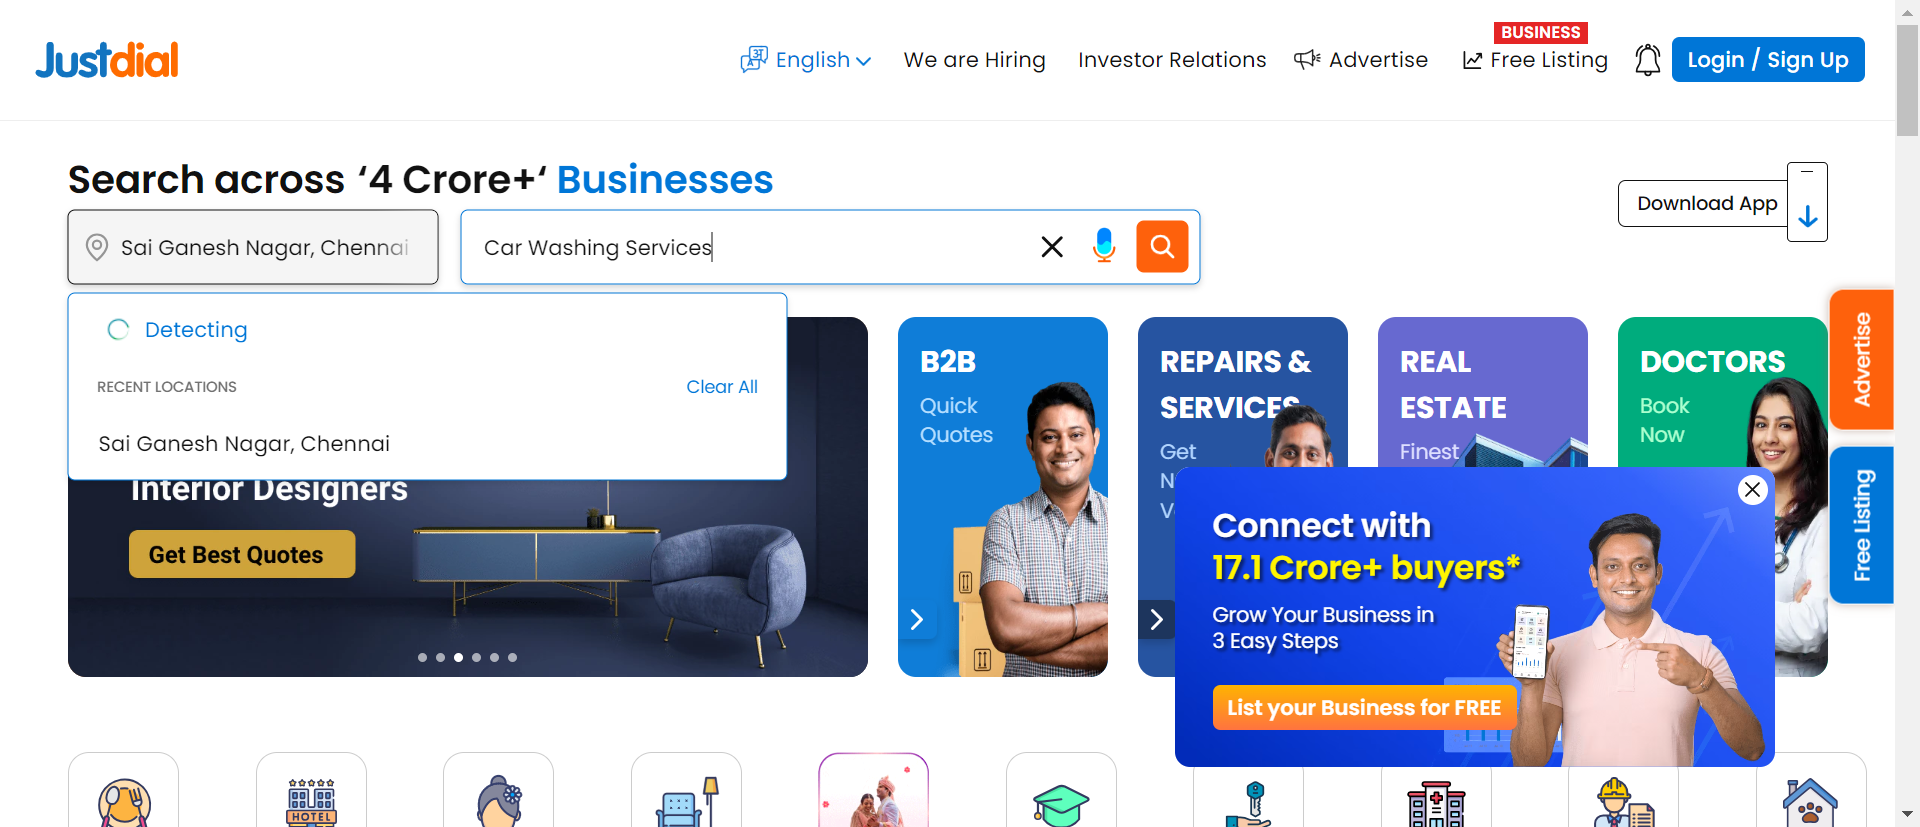 Justdial
English
We are Hiring
Investor Relations
Advertise
BUSINESS
Free Listing
Login / Sign Up
Search across ‘4 Crore+‘ Businesses
Download App
Sai Ganesh Nagar, Chennai
Car Washing Services
Detecting
RECENT LOCATIONS
Clear All
Sai Ganesh Nagar, Chennai
Interior Designers
Get Best Quotes
B2B
Quick
Quotes
REPAIRS &
SERVICES
Get
REAL
ESTATE
Finest
DOCTORS
Book
Now
Advertise
Free Listing
Connect with
17.1 Crore+ buyers*
Grow Your Business in
3 Easy Steps
List your Business for FREE
HOTEL